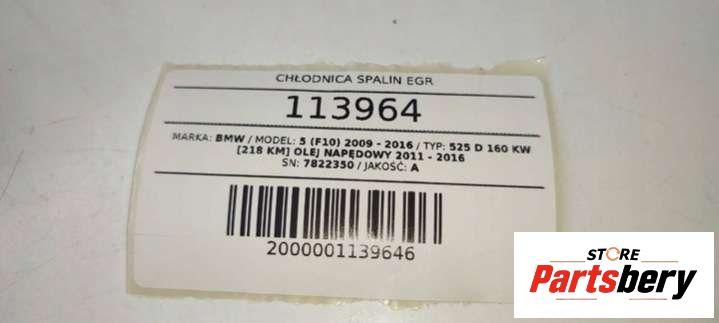 CHŁODNICA SPALIN EGR
113964
MARKA: BMW / MODEL: 5 (F10) 2009 - 2016 / TYP: 525 D 160 KW
[218 KM] OLEJ NAPĘDOWY 2011 - 2016
SN: 7822350 / JAKOŚĆ: A
2000001139646
STORE
Partsbery